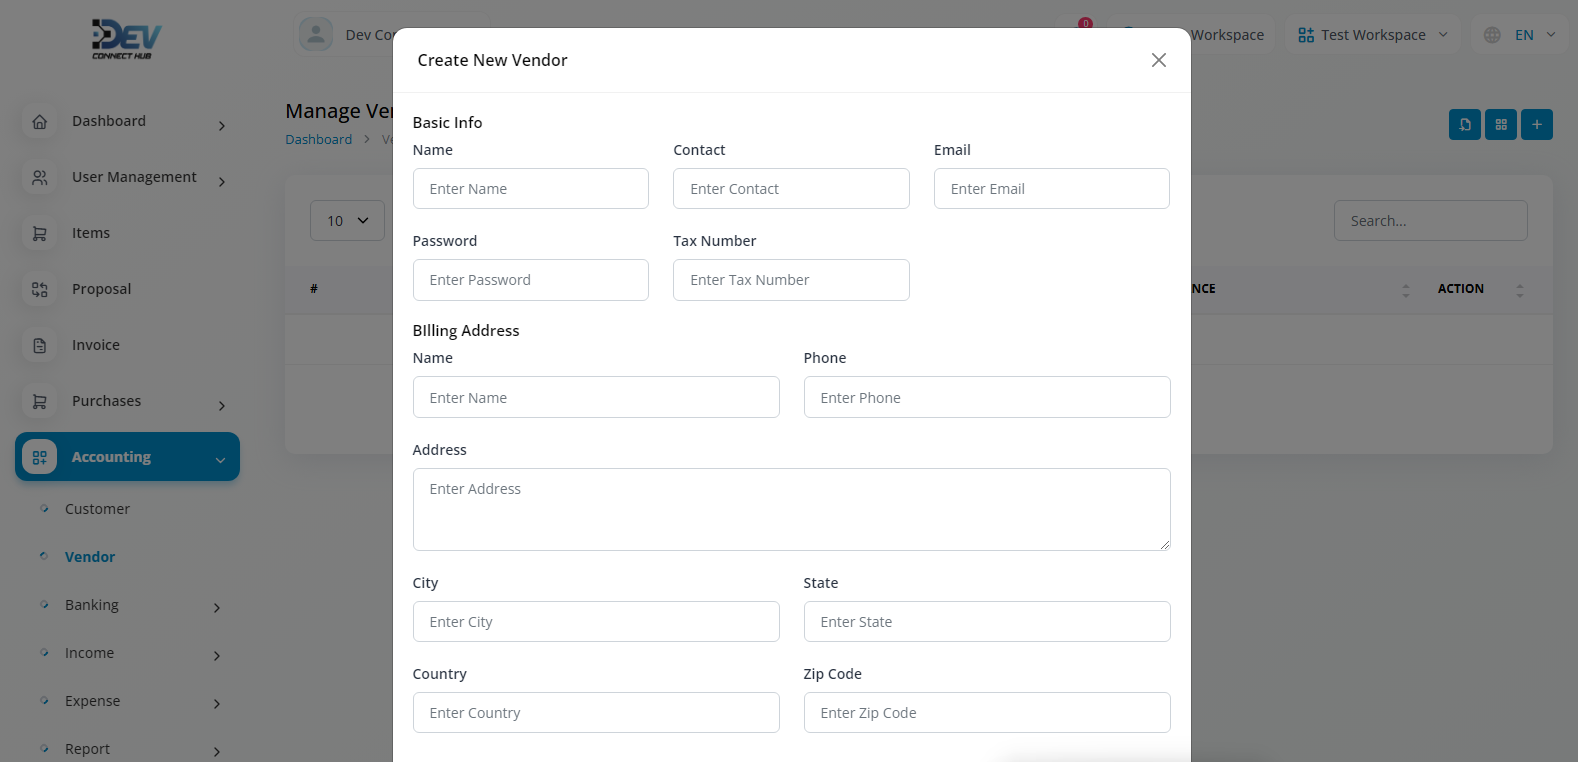 DEV
CONNECT HUB
Dev Co
0
Workspace
Test Workspace
EN
Create New Vendor
Dashboard
User Management
Items
Proposal
Invoice
Purchases
Accounting
Customer
Vendor
Banking
Income
Expense
Report
Manage Ve
Dashboard > Ve
10
Search...
#
NCE
ACTION
Basic Info
Name Contact Email
Enter Name Enter Contact Enter Email
Password Tax Number
Enter Password Enter Tax Number
BIlling Address
Name Phone
Enter Name Enter Phone
Address
Enter Address
City State
Enter City Enter State
Country Zip Code
Enter Country Enter Zip Code